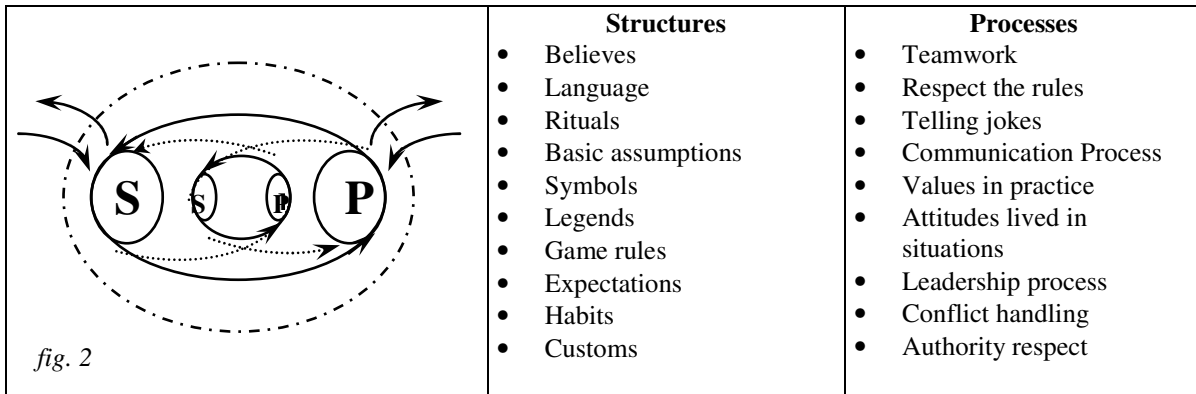 S
S
P
P
fig. 2
Structures
• Believes
• Language
• Rituals
• Basic assumptions
• Symbols
• Legends
• Game rules
• Expectations
• Habits
• Customs
Processes
• Teamwork
• Respect the rules
• Telling jokes
• Communication Process
• Values in practice
• Attitudes lived in
situations
• Leadership process
• Conflict handling
• Authority respect